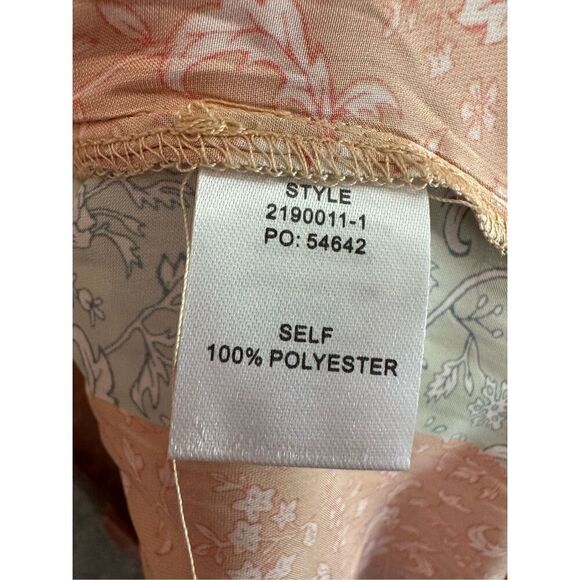 STYLE
2190011-1
PO: 54642
SELF
100% POLYESTER